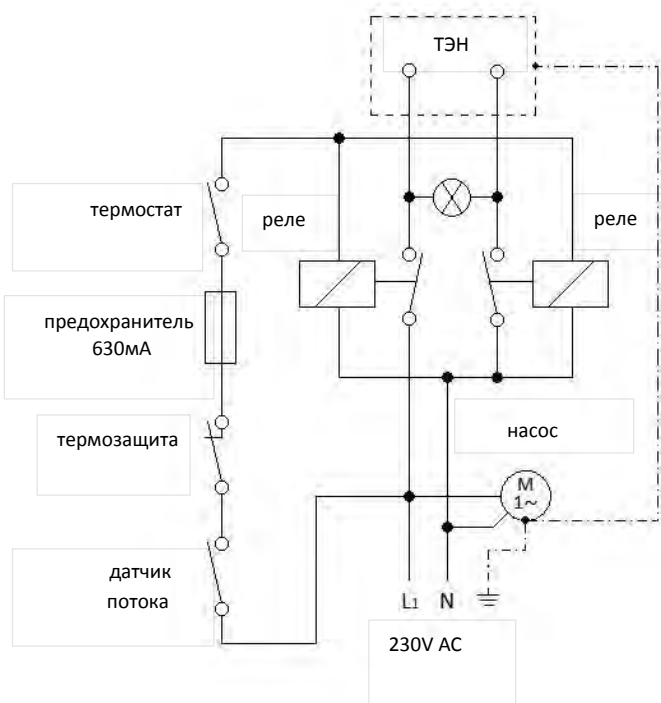 ТЭН
термостат
реле
реле
предохранитель
630мА
термозащита
насос
M
1~
датчик
потока
L1 N
230V AC